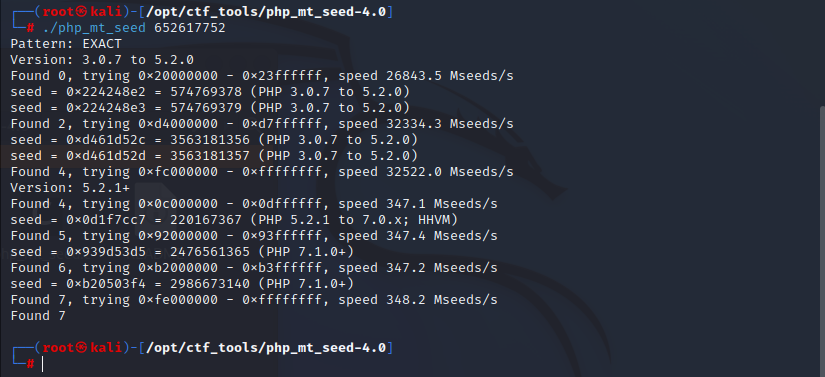 ┌──(root㉿kali)-[/opt/ctf_tools/php_mt_seed-4.0]
└─# ./php_mt_seed 652617752
Pattern: EXACT
Version: 3.0.7 to 5.2.0
Found 0, trying 0×20000000 - 0×23ffffff, speed 26843.5 Mseeds/s
seed = 0×224248e2 = 574769378 (PHP 3.0.7 to 5.2.0)
seed = 0×224248e3 = 574769379 (PHP 3.0.7 to 5.2.0)
Found 2, trying 0×d4000000 - 0×d7ffffff, speed 32334.3 Mseeds/s
seed = 0×d461d52c = 3563181356 (PHP 3.0.7 to 5.2.0)
seed = 0×d461d52d = 3563181357 (PHP 3.0.7 to 5.2.0)
Found 4, trying 0×fc000000 - 0×ffffffff, speed 32522.0 Mseeds/s
Version: 5.2.1+
Found 4, trying 0×0c000000 - 0×0dffffff, speed 347.1 Mseeds/s
seed = 0×0d1f7cc7 = 220167367 (PHP 5.2.1 to 7.0.x; HHVM)
Found 5, trying 0×92000000 - 0×93ffffff, speed 347.4 Mseeds/s
seed = 0×939d53d5 = 2476561365 (PHP 7.1.0+)
Found 6, trying 0×b2000000 - 0×b3ffffff, speed 347.2 Mseeds/s
seed = 0×b20503f4 = 2986673140 (PHP 7.1.0+)
Found 7, trying 0×fe000000 - 0×ffffffff, speed 348.2 Mseeds/s
Found 7
┌──(root㉿kali)-[/opt/ctf_tools/php_mt_seed-4.0]
└─#